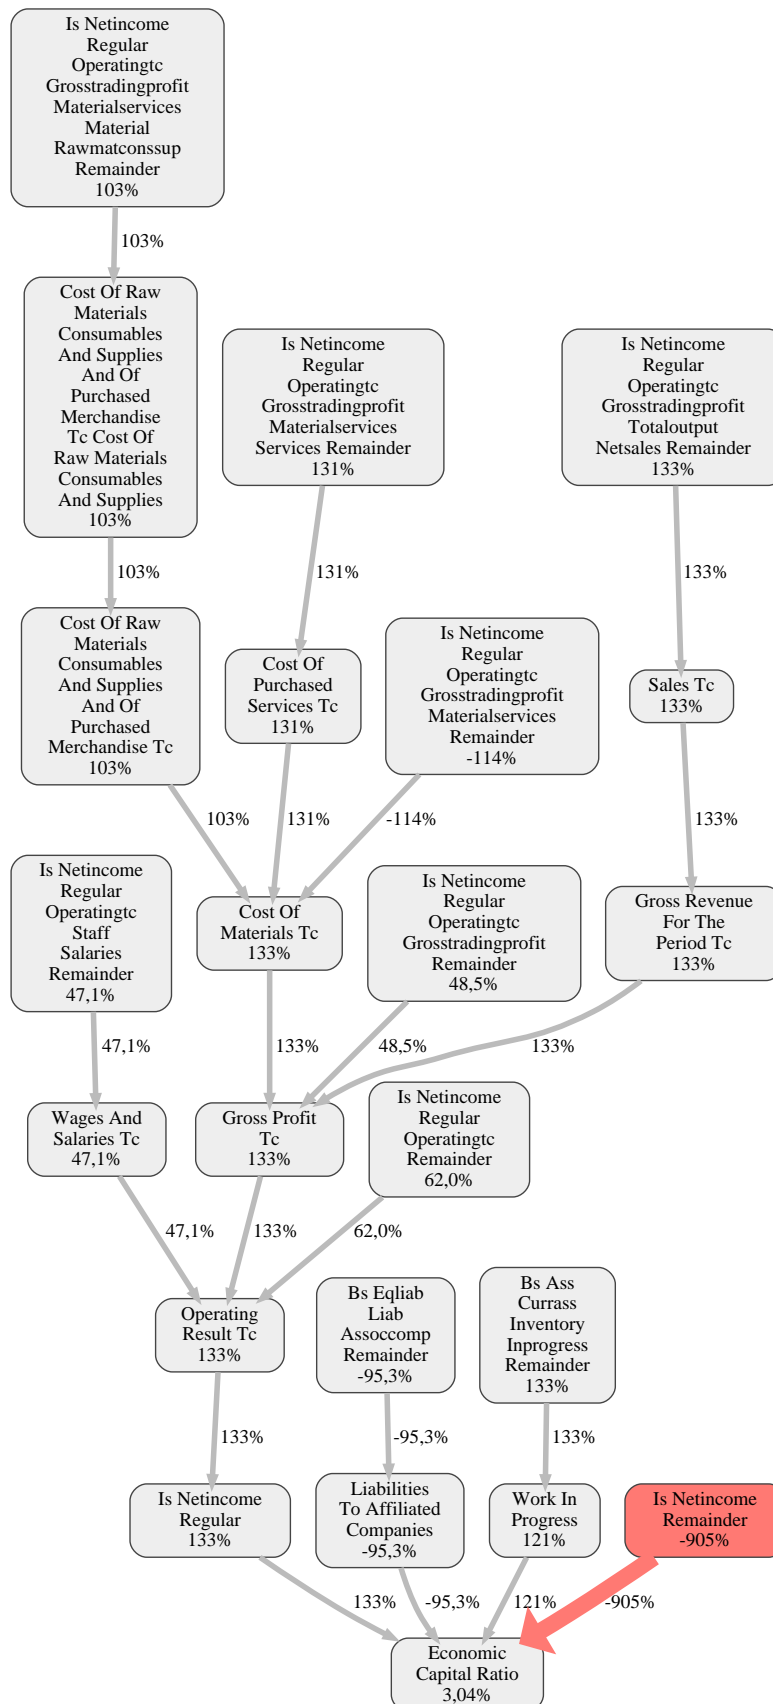 Is Netincome
Regular
Operatingtc
Grosstradingprofit
Materialservices
Material
Rawmatconssup
Remainder
103%
103%
Cost Of Raw
Materials
Consumables
And Supplies
And Of
Purchased
Merchandise
Tc Cost Of
Raw Materials
Consumables
And Supplies
103%
Is Netincome
Regular
Operatingtc
Grosstradingprofit
Materialservices
Services Remainder
131%
Is Netincome
Regular
Operatingtc
Grosstradingprofit
Totaloutput
Netsales Remainder
133%
103%
131%
133%
Cost Of Raw
Materials
Consumables
And Supplies
And Of
Purchased
Merchandise Tc
103%
Cost Of
Purchased
Services Tc
131%
Is Netincome
Regular
Operatingtc
Grosstradingprofit
Materialservices
Remainder
-114%
Sales Tc
133%
103%
131%
-114%
133%
Is Netincome
Regular
Operatingtc
Staff
Salaries
Remainder
47,1%
Cost Of
Materials Tc
133%
Is Netincome
Regular
Operatingtc
Grosstradingprofit
Remainder
48,5%
Gross Revenue
For The
Period Tc
133%
47,1%
133%
48,5%
133%
Wages And
Salaries Tc
47,1%
Gross Profit
Tc
133%
Is Netincome
Regular
Operatingtc
Remainder
62,0%
47,1%
133%
62,0%
Operating
Result Tc
133%
Bs Eqliab
Liab
Assoccomp
Remainder
-95,3%
Bs Ass
Currass
Inventory
Inprogress
Remainder
133%
133%
-95,3%
133%
Is Netincome
Regular
133%
Liabilities
To Affiliated
Companies
-95,3%
Work In
Progress
121%
Is Netincome
Remainder
-905%
133%
-95,3%
121%
-905%
Economic
Capital Ratio
3,04%